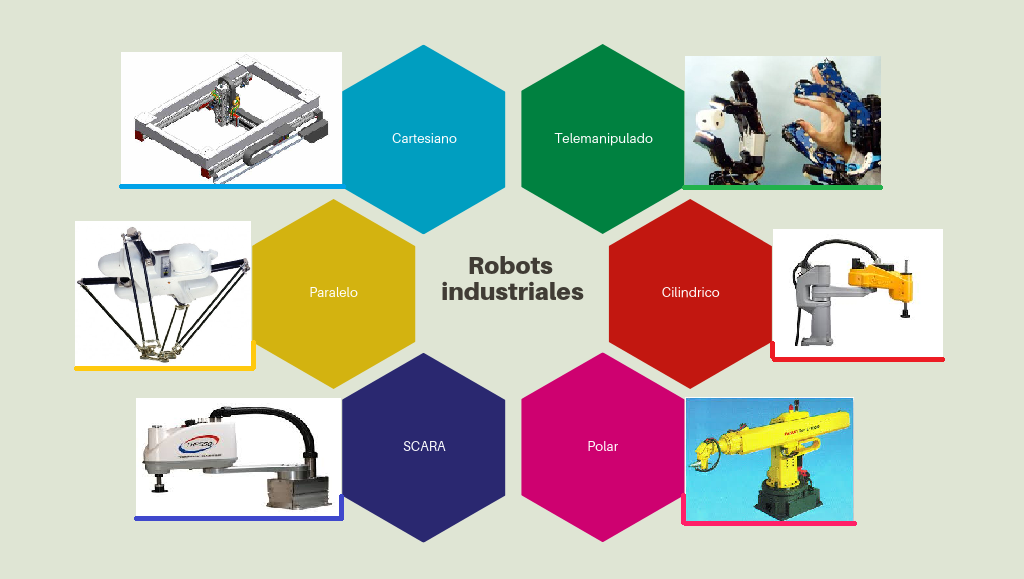 Cartesiano
Telemanipulado
Paralelo
Robots
industriales
Cilindrico
SCARA
Polar